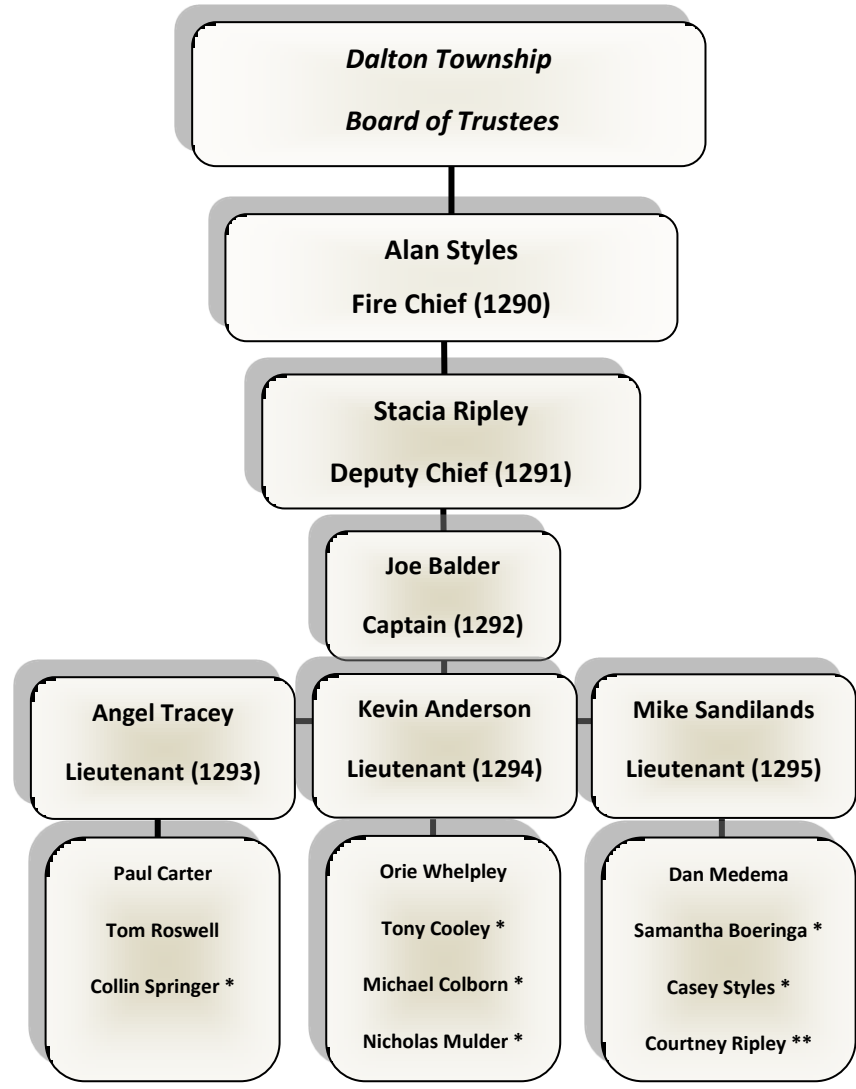 Dalton Township
Board of Trustees
Alan Styles
Fire Chief (1290)
Stacia Ripley
Deputy Chief (1291)
Joe Balder
Captain (1292)
Angel Tracey
Lieutenant (1293)
Kevin Anderson
Lieutenant (1294)
Mike Sandilands
Lieutenant (1295)
Paul Carter
Tom Roswell
Collin Springer *
Orie Whelpley
Tony Cooley *
Michael Colborn *
Nicholas Mulder *
Dan Medema
Samantha Boeringa *
Casey Styles *
Courtney Ripley **